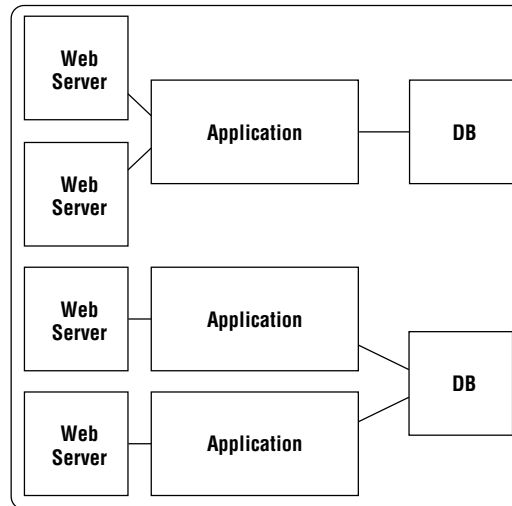 Web
Server
Application
DB
Web
Server
Web
Server
Application
DB
Web
Server
Application